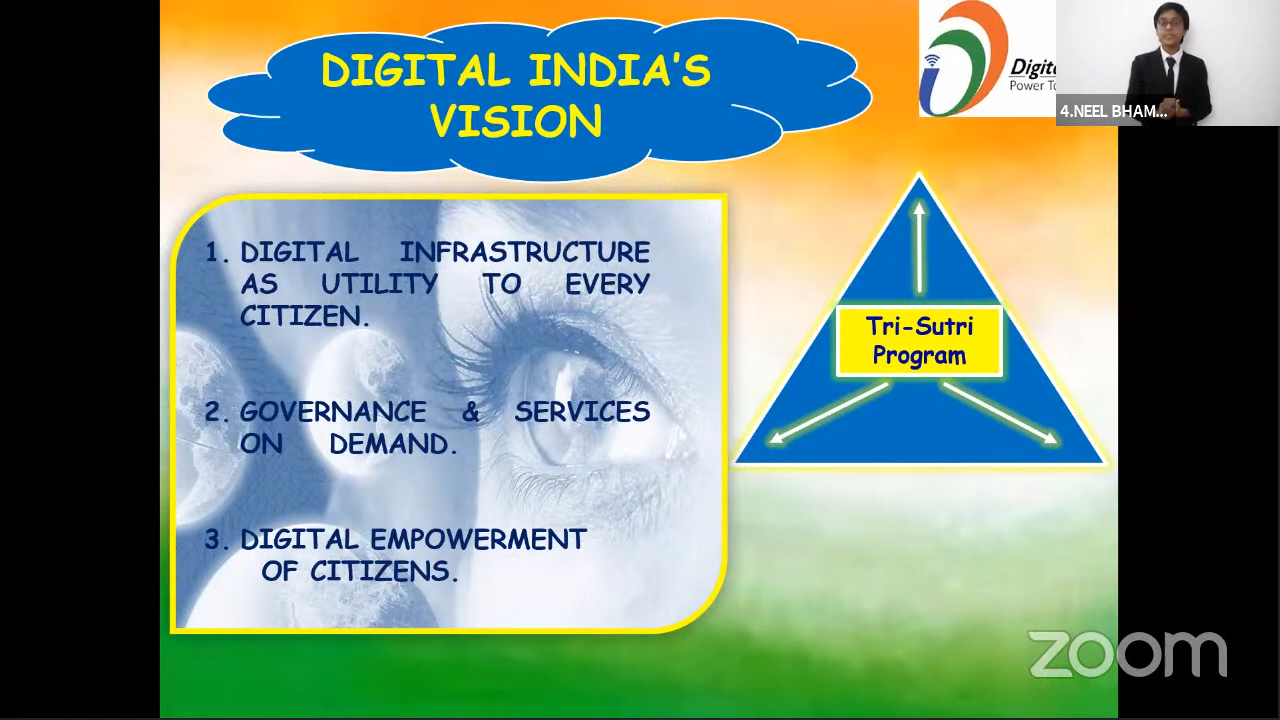 DIGITAL INDIA'S
VISION
1. DIGITAL INFRASTRUCTURE
AS UTILITY TO EVERY
CITIZEN.
2. GOVERNANCE & SERVICES
ON DEMAND.
3. DIGITAL EMPOWERMENT
OF CITIZENS.
Power
4.NEEL BHAM...
Tri-Sutri
Program
zoom